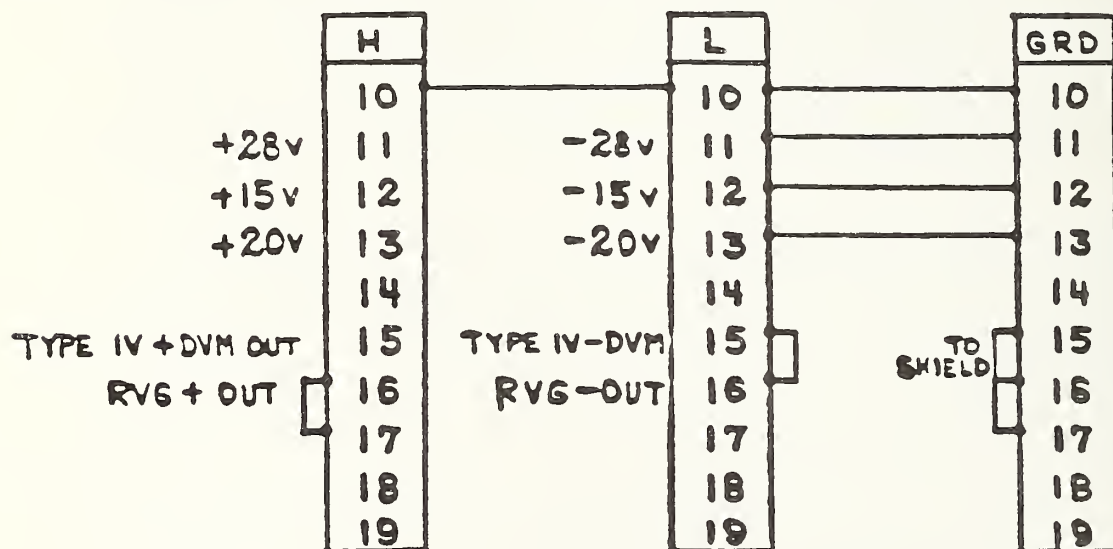 H L GRD
10 10 10
+28v 11 -28v 11 11
+15v 12 -15v 12 12
+20v 13 -20v 13 13
14 14 14
TYPE IV +DVM OUT 15 TYPE IV-DVM 15 TO SHIELD 15
RVG + OUT 16 RVG-OUT 16 16
17 17 17
18 18 18
19 19 19